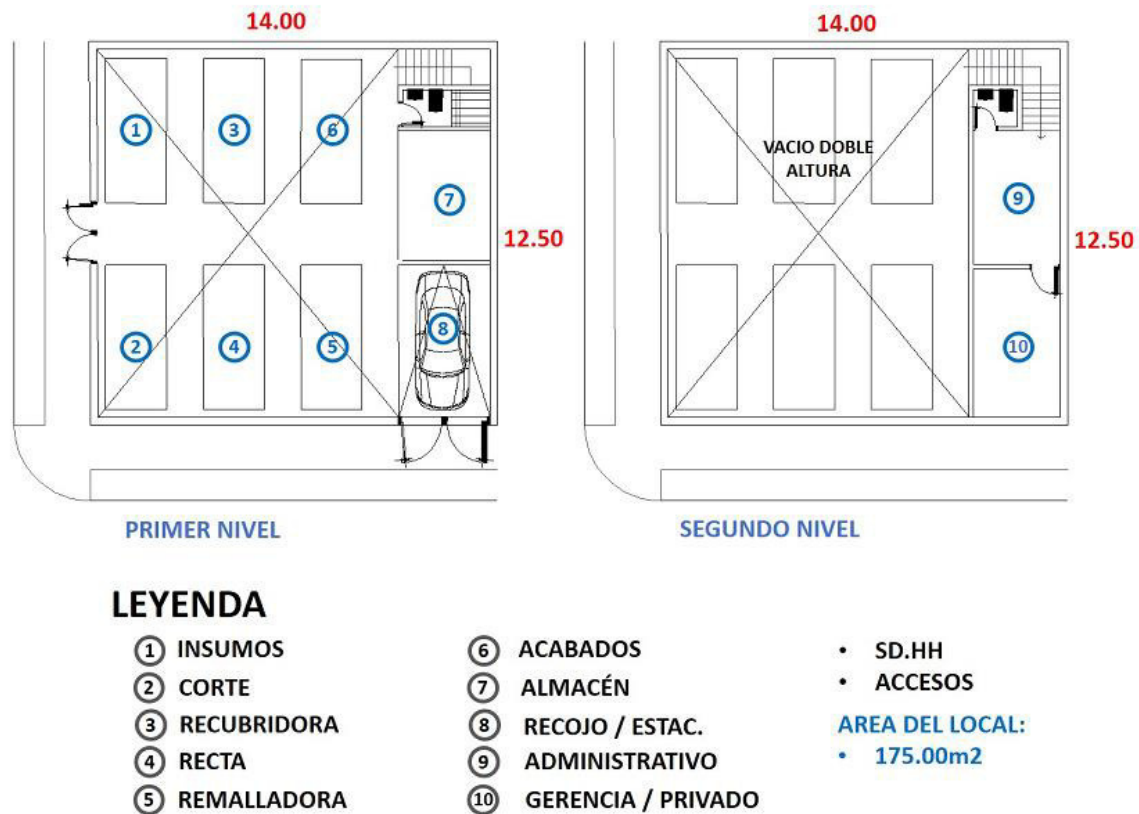 14.00
14.00
1
3
6
VACIO DOBLE
ALTURA
7
9
12.50
12.50
2
4
5
8
10
PRIMER NIVEL
SEGUNDO NIVEL
LEYENDA
1 INSUMOS
2 CORTE
3 RECUBRIDORA
4 RECTA
5 REMALLADORA
6 ACABADOS
7 ALMACÉN
8 RECOJO / ESTAC.
9 ADMINISTRATIVO
10 GERENCIA / PRIVADO
• SD.HH
• ACCESOS
AREA DEL LOCAL:
• 175.00m2